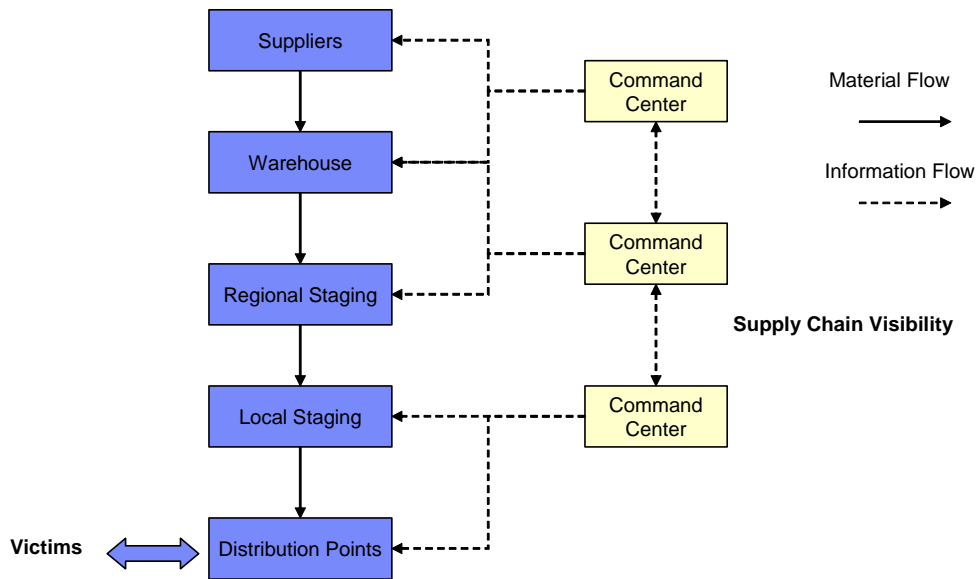 Suppliers
Command
Center
Material Flow
Warehouse
Information Flow
Command
Center
Regional Staging
Supply Chain Visibility
Local Staging
Command
Center
Victims
Distribution Points